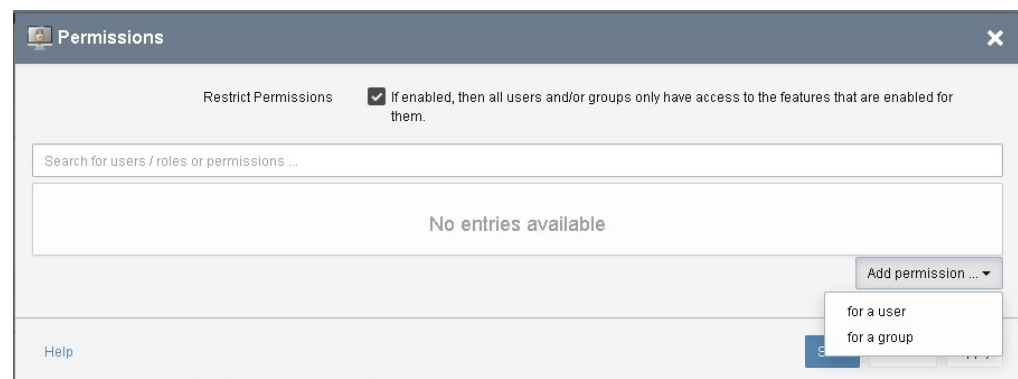 Permissions
Restrict Permissions
If enabled, then all users and/or groups only have access to the features that are enabled for
them.
Search for users / roles or permissions ...
No entries available
Add permission ...
for a user
for a group
Help